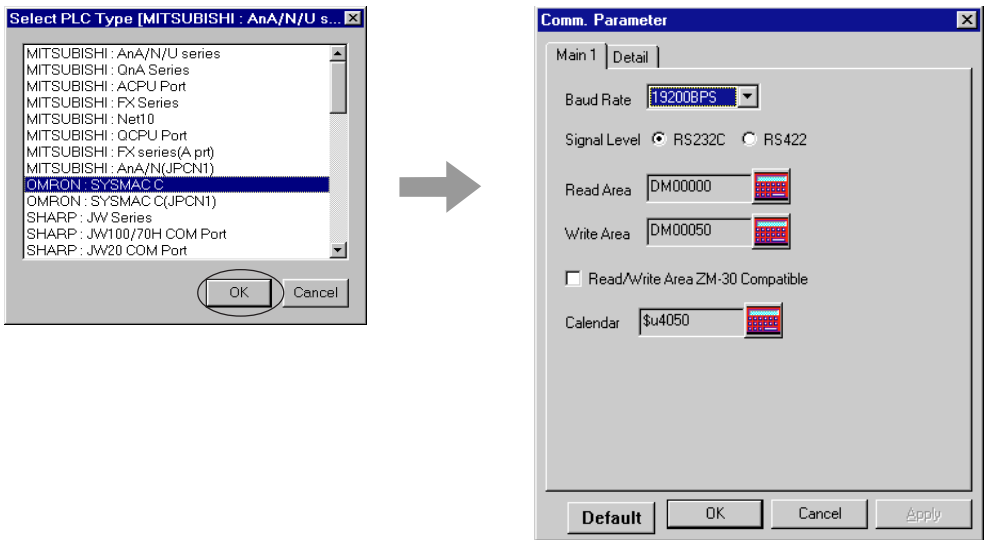 Select PLC Type [MITSUBISHI : AnA/N/U s...
MITSUBISHI : AnA/N/U series
MITSUBISHI : QnA Series
MITSUBISHI : ACPU Port
MITSUBISHI : FX Series
MITSUBISHI : Net10
MITSUBISHI : QCPU Port
MITSUBISHI : FX series(A prt)
MITSUBISHI : AnA/N(JPCN1)
OMRON : SYSMAC C
OMRON : SYSMAC C(JPCN1)
SHARP : JW Series
SHARP : JW100/70H COM Port
SHARP : JW20 COM Port
OK Cancel
Comm. Parameter
Main 1 Detail
Baud Rate 19200BPS
Signal Level RS232C RS422
Read Area DM00000
Write Area DM00050
Read/Write Area ZM-30 Compatible
Calendar $u4050
Default OK Cancel Apply